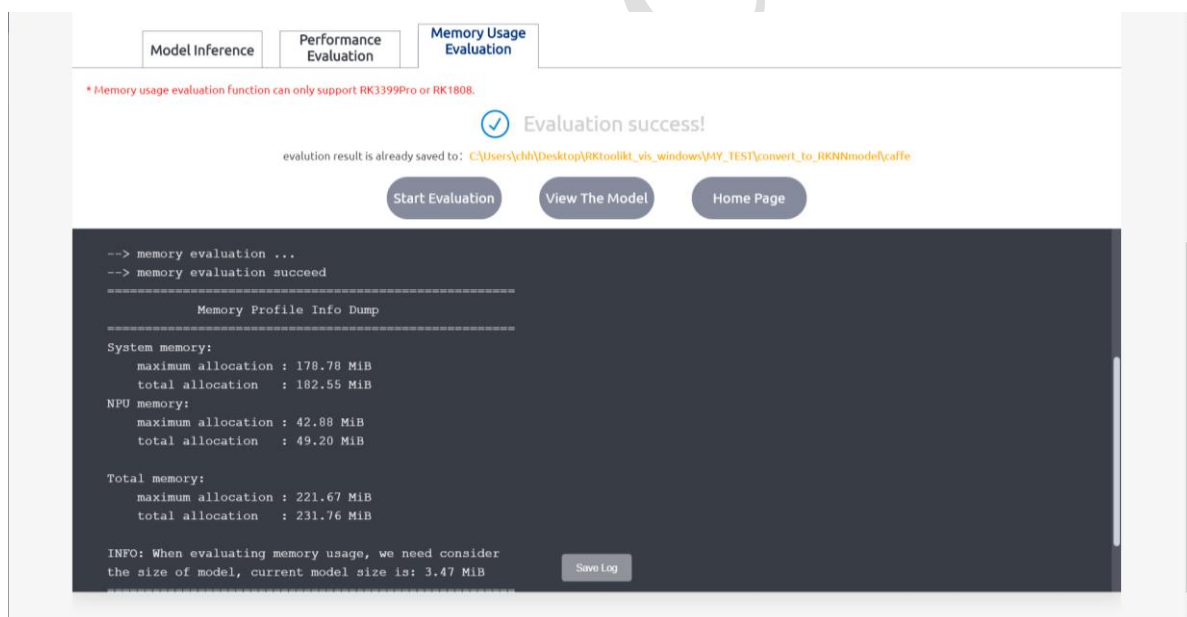 Model Inference
Performance
Evaluation
Memory Usage
Evaluation
* Memory usage evaluation function can only support RK3399Pro or RK1808.
Evaluation success!
evalution result is already saved to: C:\Users\chh\Desktop\RKtoolikt_vis_windows\MY_TEST\convert_to_RKNNmodel\caffe
Start Evaluation
View The Model
Home Page
--> memory evaluation ...
--> memory evaluation succeed
======================================================
Memory Profile Info Dump
======================================================
System memory:
maximum allocation : 178.78 MiB
total allocation : 182.55 MiB
NPU memory:
maximum allocation : 42.88 MiB
total allocation : 49.20 MiB
Total memory:
maximum allocation : 221.67 MiB
total allocation : 231.76 MiB
INFO: When evaluating memory usage, we need consider
the size of model, current model size is: 3.47 MiB
Save Log
======================================================